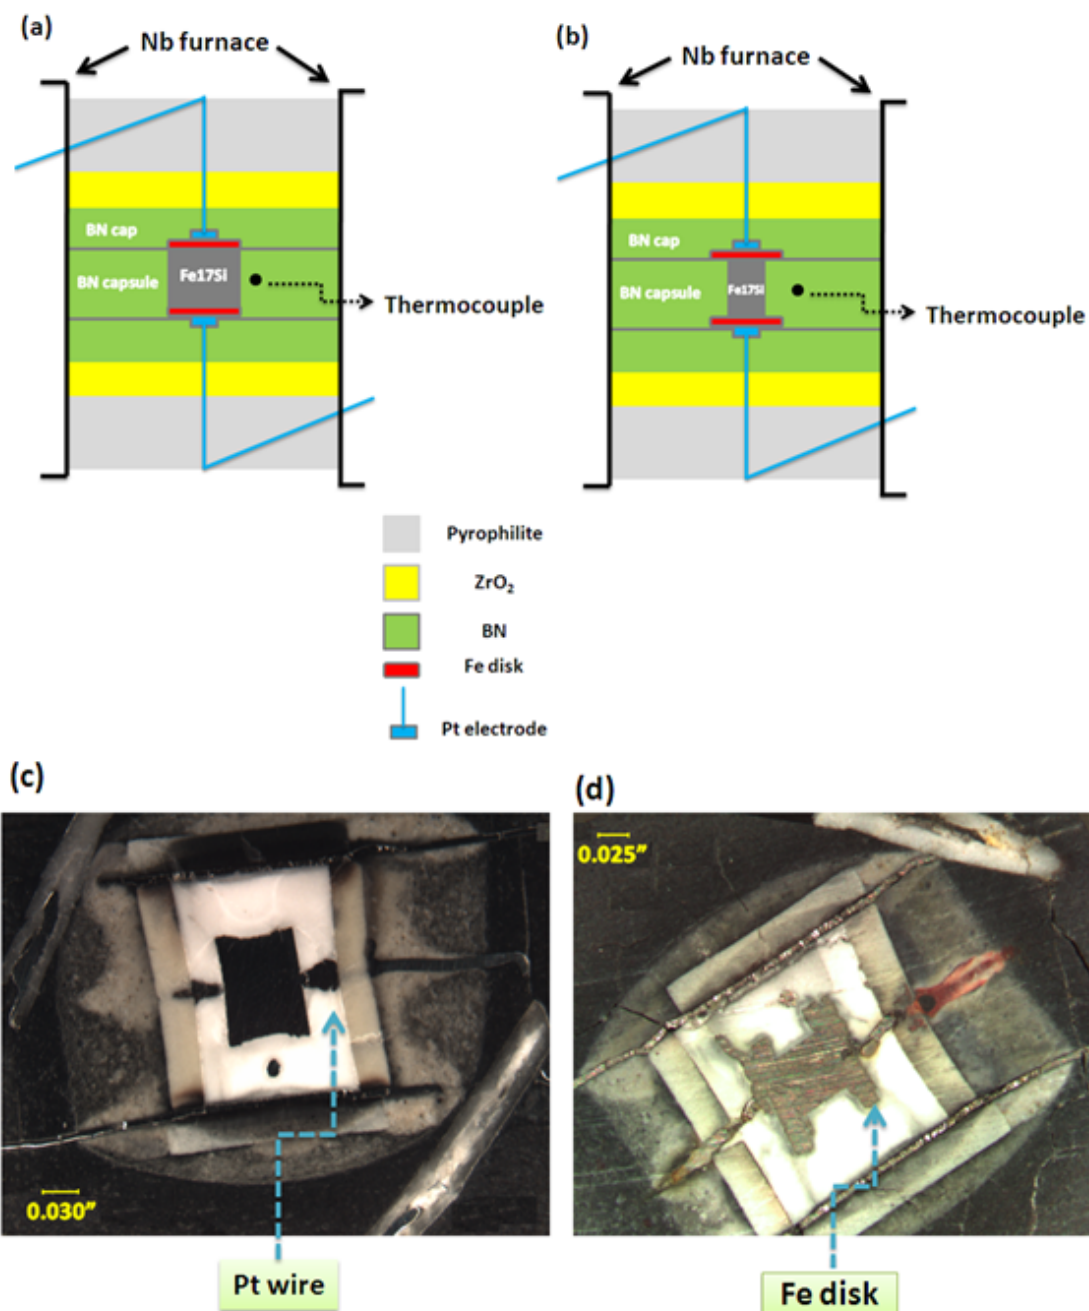 (a)
Nb furnace
BN cap
BN capsule
Fe17Si
Thermocouple
(b)
Nb furnace
BN cap
BN capsule
Fe17Si
Thermocouple
Pyrophilite
ZrO₂
BN
Fe disk
Pt electrode
(c)
0.030”
Pt wire
(d)
0.025”
Fe disk